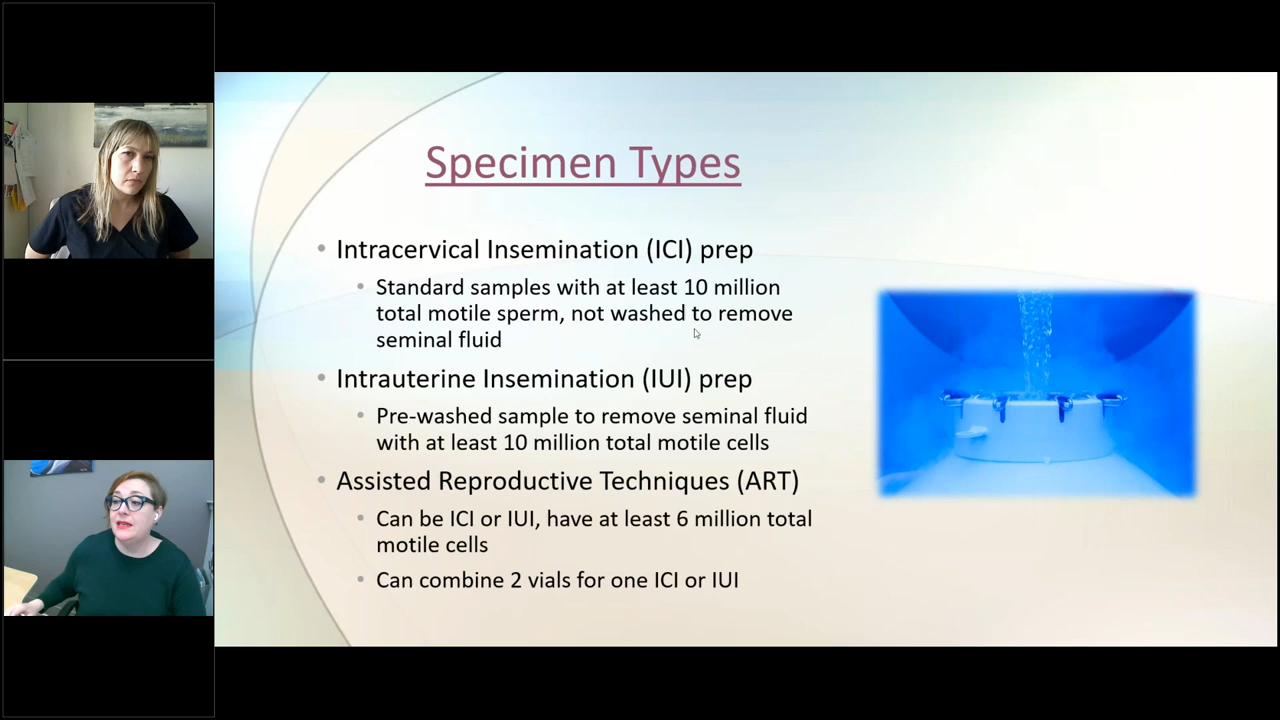 Specimen Types
• Intracervical Insemination (ICI) prep
• Standard samples with at least 10 million
total motile sperm, not washed to remove
seminal fluid
• Intrauterine Insemination (IUI) prep
• Pre-washed sample to remove seminal fluid
with at least 10 million total motile cells
• Assisted Reproductive Techniques (ART)
• Can be ICI or IUI, have at least 6 million total
motile cells
• Can combine 2 vials for one ICI or IUI